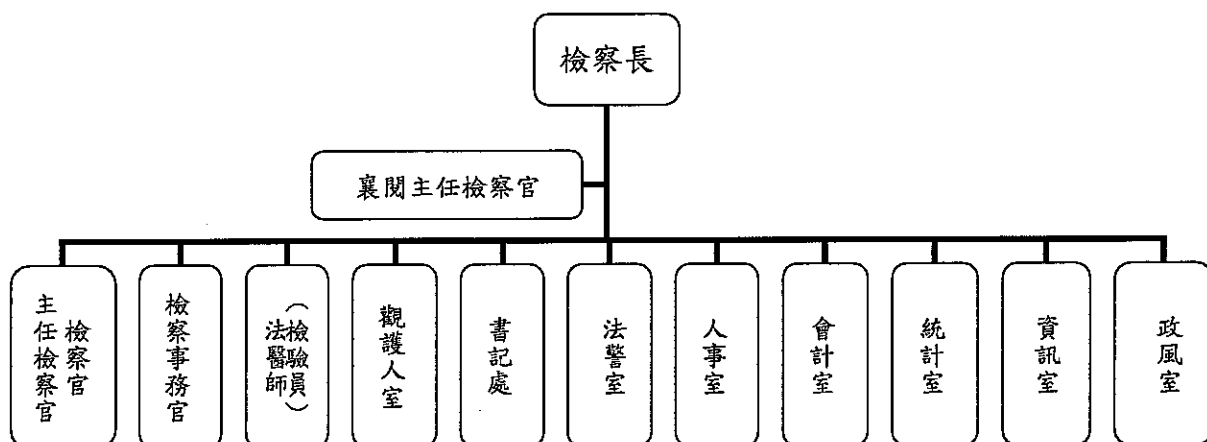 檢察長
襄閱主任檢察官
主任檢察官
檢察官
檢察事務官
法醫師
（檢驗員）
觀護人室
書記處
法警室
人事室
會計室
統計室
資訊室
政風室